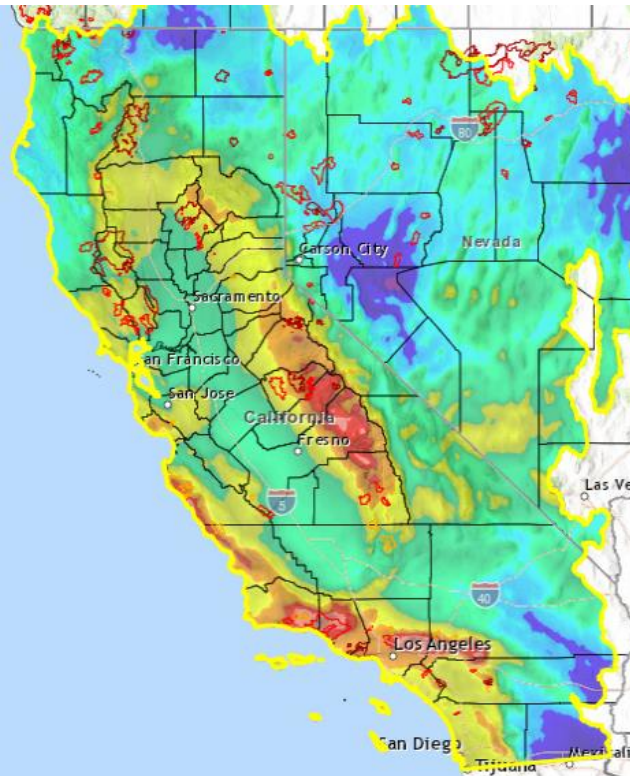 80
Carson City
Nevada
Sacramento
an Francisco
San Jose
California
Fresno
5
Las Ve
40
Los Angeles
San Diego
Mexicali
Tijuana